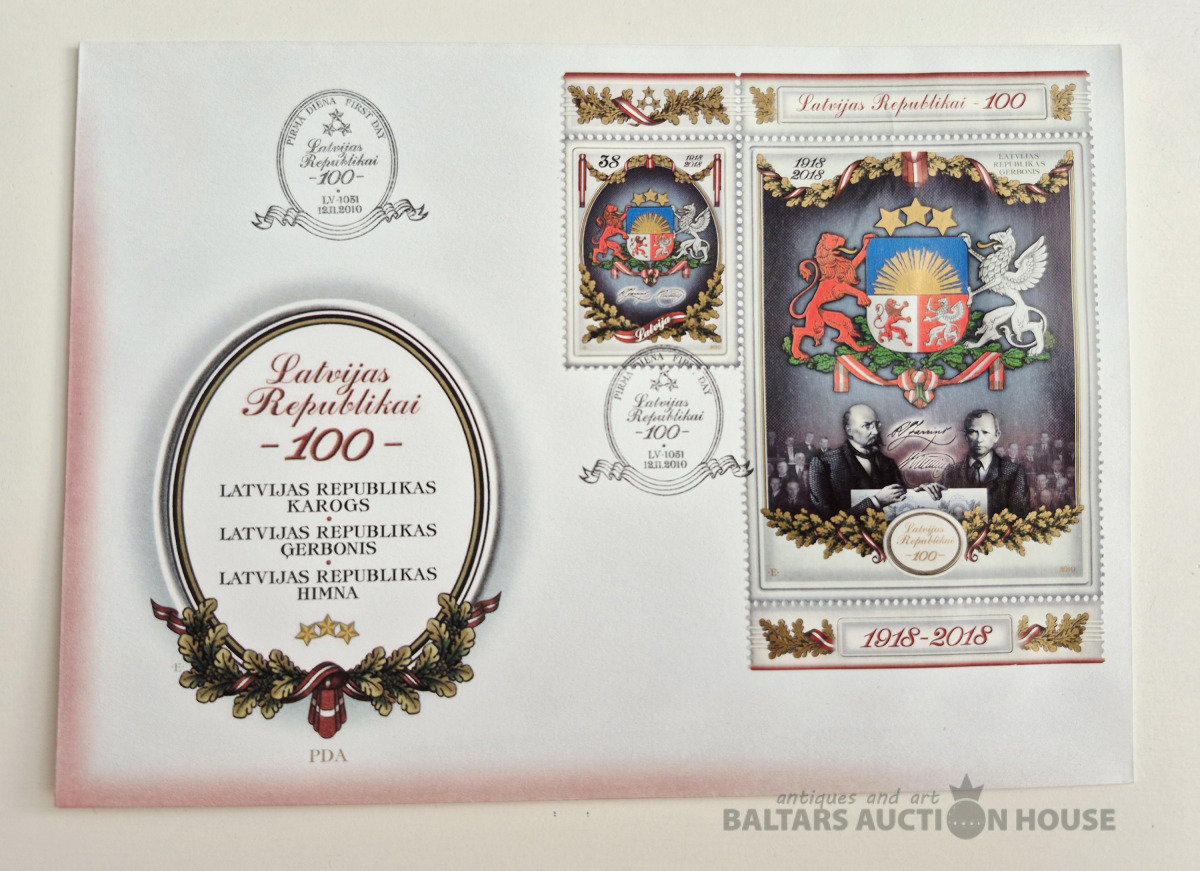 PIRMĀ DIENA FIRST DAY
Latvijas
Republikai
-100-
LV-1051
12.11.2010
Latvijas Republikai - 100
38
1918
2018
Latvija
1918
2018
LATVIJAS
REPUBLIKAS
ĢERBONIS
Latvijas
Republikai
-100-
·E·
1918-2018
PIRMĀ DIENA FIRST DAY
Latvijas
Republikai
-100-
LV-1051
12.11.2010
Latvijas
Republikai
-100-
LATVIJAS REPUBLIKAS
KAROGS
•
LATVIJAS REPUBLIKAS
ĢERBONIS
•
LATVIJAS REPUBLIKAS
HIMNA
·E·
PDA
antiques and art
BALTARS AUCTION HOUSE